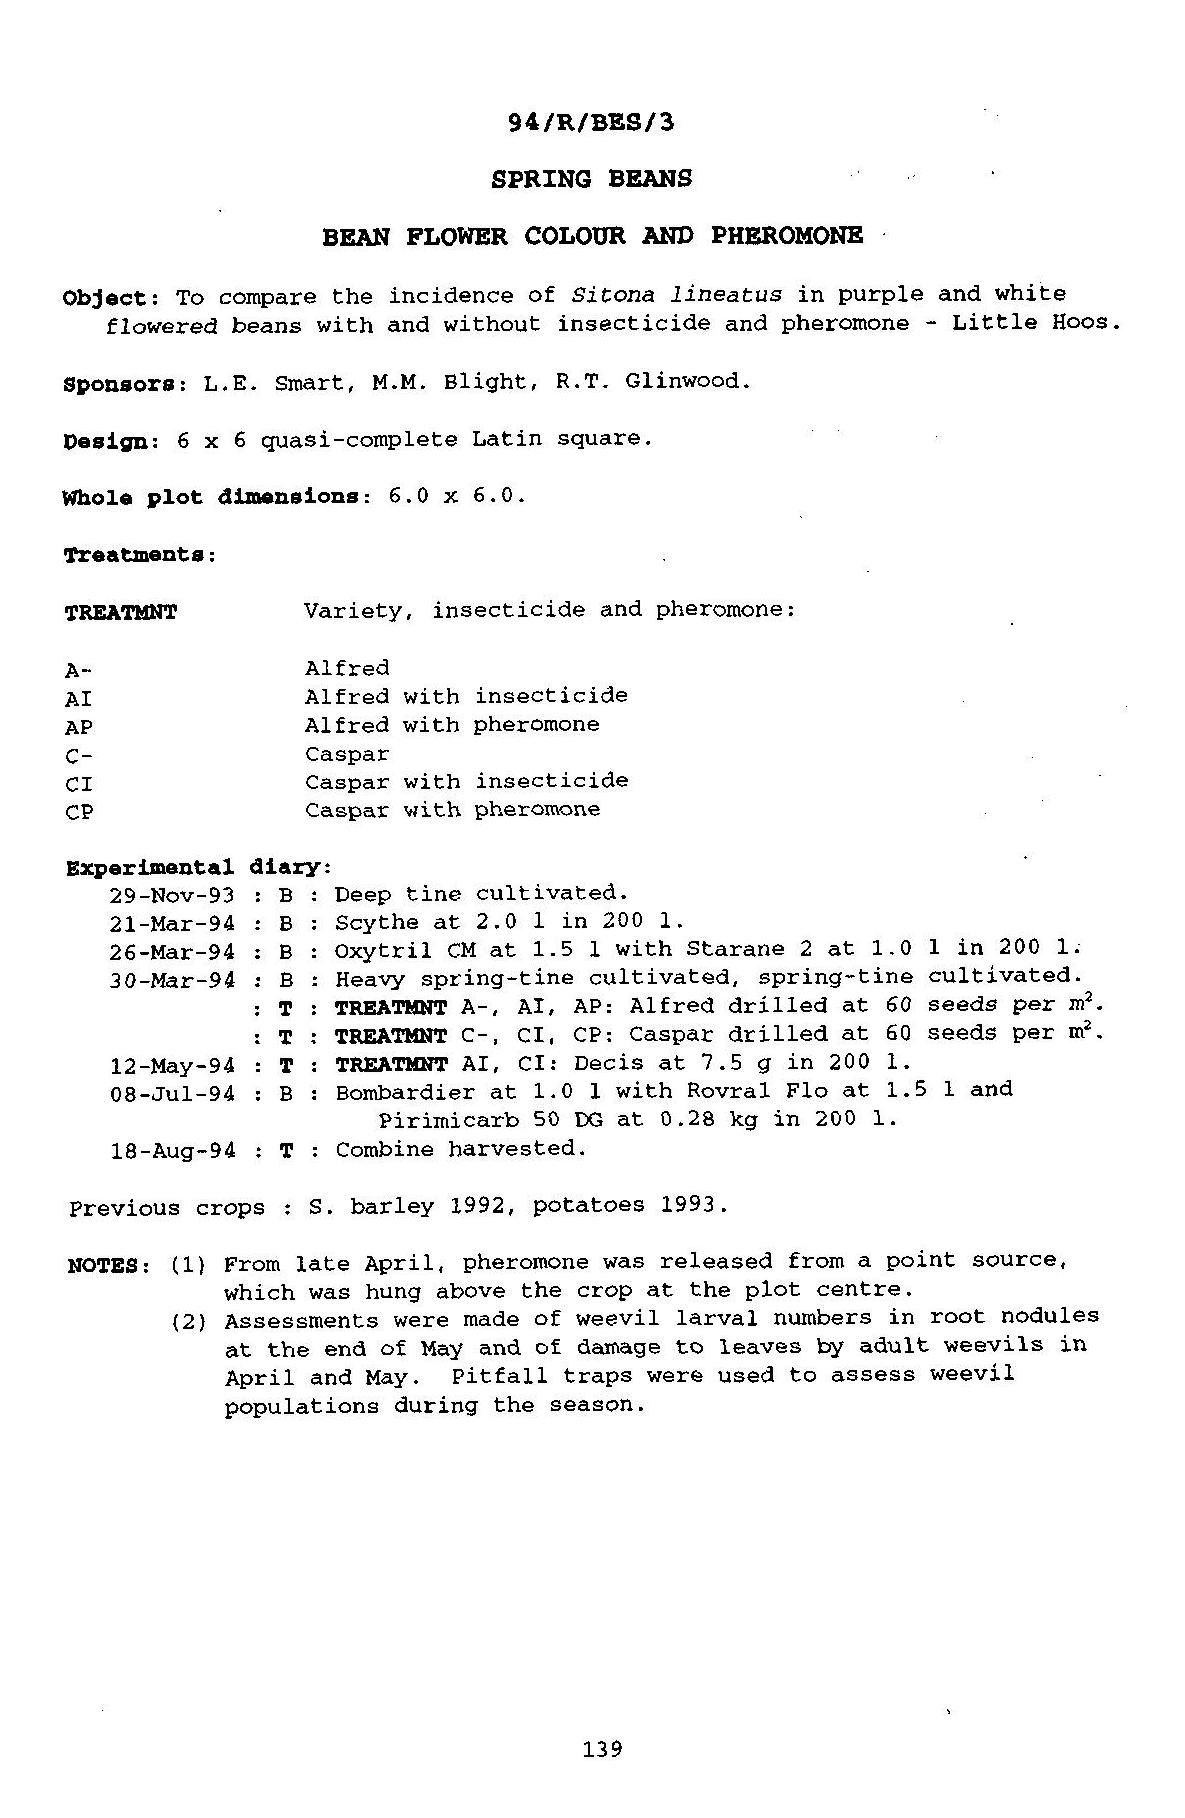 94/R/BES/3
SPRING BEANS
BEAN FLOWER COLOUR AND PHEROMONE
Object: To compare the incidence of Sitona lineatus in purple and white
flowered beans with and without insecticide and pheromone - Little Hoos.
Sponsors: L.E. Smart, M.M. Blight, R.T. Glinwood.
Design: 6 x 6 quasi-complete Latin square.
Whole plot dimensions: 6.0 x 6.0.
Treatments:
TREATMNT Variety, insecticide and pheromone:
A- Alfred
AI Alfred with insecticide
AP Alfred with pheromone
C- Caspar
CI Caspar with insecticide
CP Caspar with pheromone
Experimental diary:
29-Nov-93 : B : Deep tine cultivated.
21-Mar-94 : B : Scythe at 2.0 l in 200 l.
26-Mar-94 : B : Oxytril CM at 1.5 l with Starane 2 at 1.0 l in 200 l.
30-Mar-94 : B : Heavy spring-tine cultivated, spring-tine cultivated.
: T : TREATMNT A-, AI, AP: Alfred drilled at 60 seeds per m².
: T : TREATMNT C-, CI, CP: Caspar drilled at 60 seeds per m².
12-May-94 : T : TREATMNT AI, CI: Decis at 7.5 g in 200 l.
08-Jul-94 : B : Bombardier at 1.0 l with Rovral Flo at 1.5 l and
Pirimicarb 50 DG at 0.28 kg in 200 l.
18-Aug-94 : T : Combine harvested.
Previous crops : S. barley 1992, potatoes 1993.
NOTES: (1) From late April, pheromone was released from a point source,
which was hung above the crop at the plot centre.
(2) Assessments were made of weevil larval numbers in root nodules
at the end of May and of damage to leaves by adult weevils in
April and May. Pitfall traps were used to assess weevil
populations during the season.
139